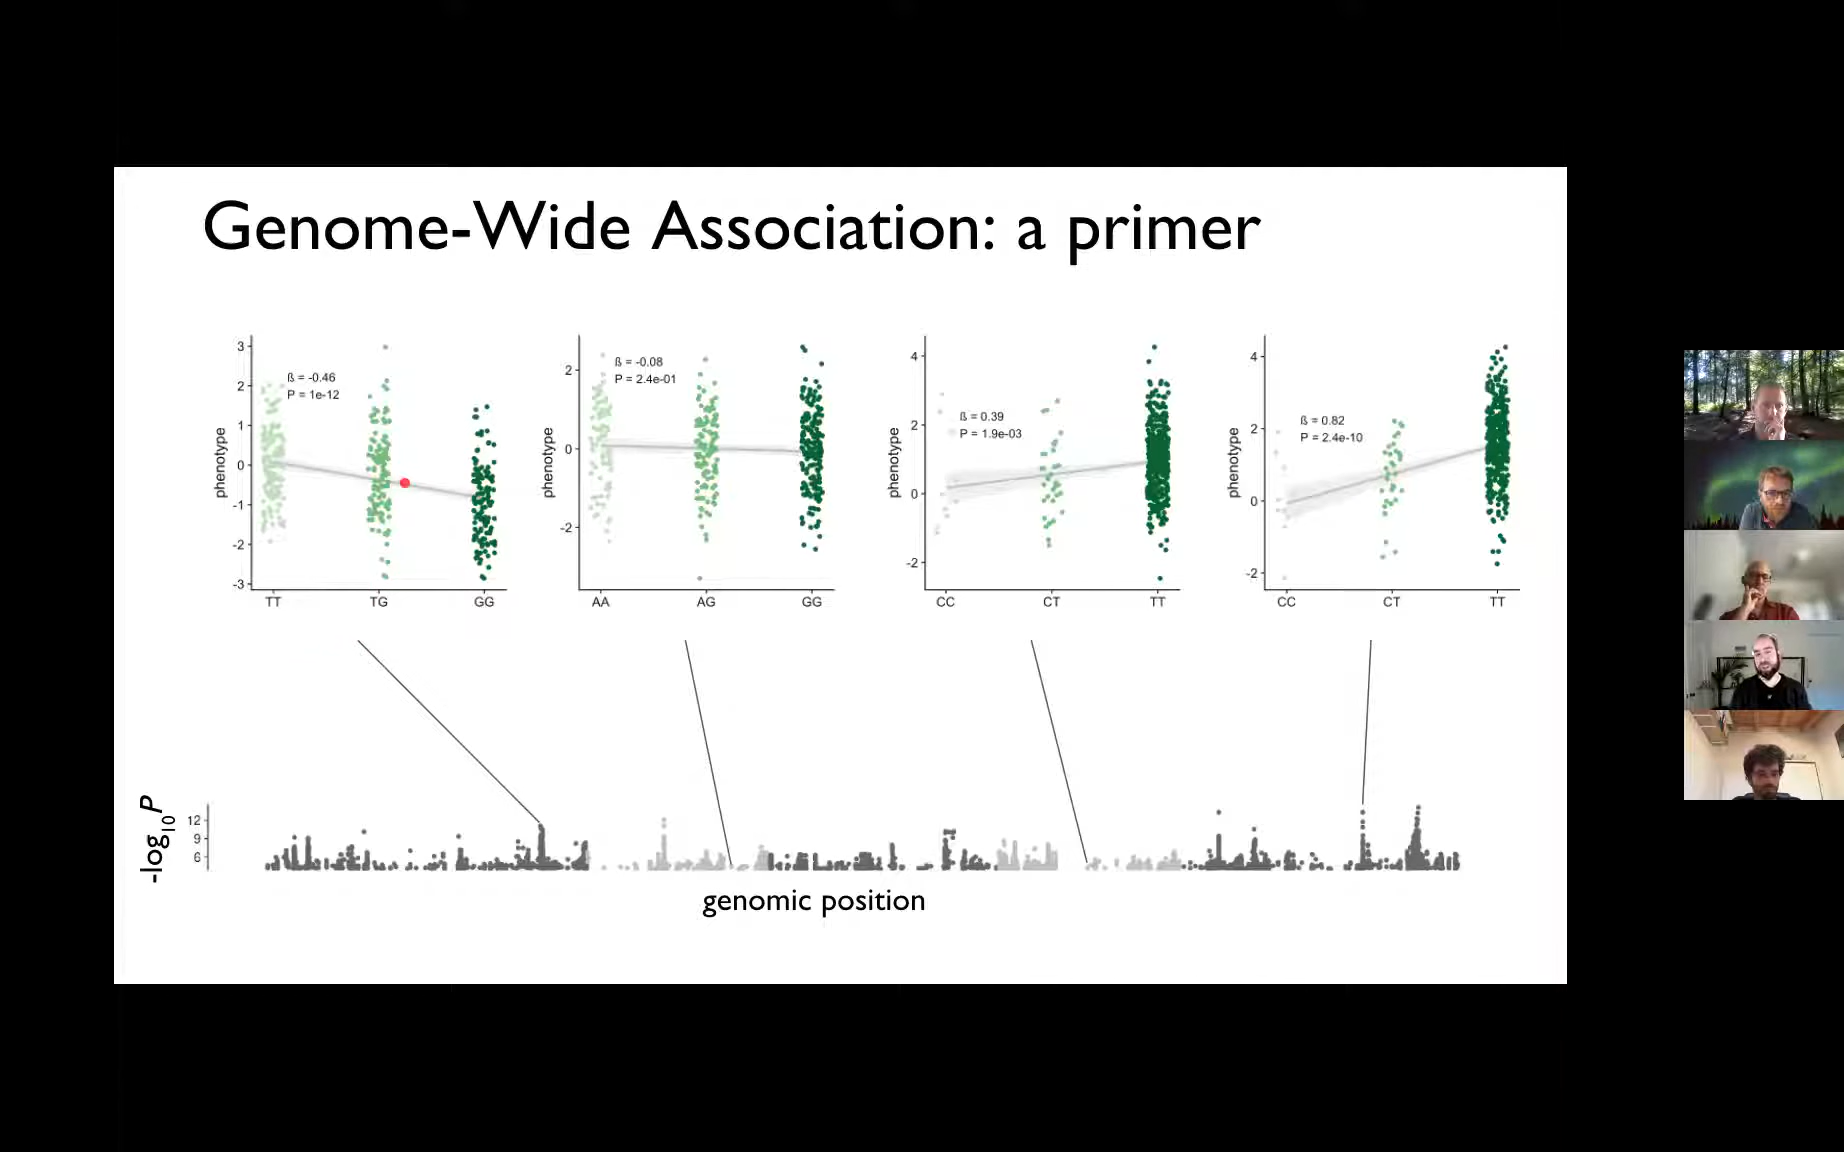 Genome-Wide Association: a primer
3
2
1
0
-1
-2
-3
phenotype
ß = -0.46
P = 1e-12
TT TG GG
2
0
-2
phenotype
ß = -0.08
P = 2.4e-01
AA AG GG
4
2
0
-2
phenotype
ß = 0.39
P = 1.9e-03
CC CT TT
4
2
0
-2
phenotype
ß = 0.82
P = 2.4e-10
CC CT TT
-log10P
12
9
6
genomic position